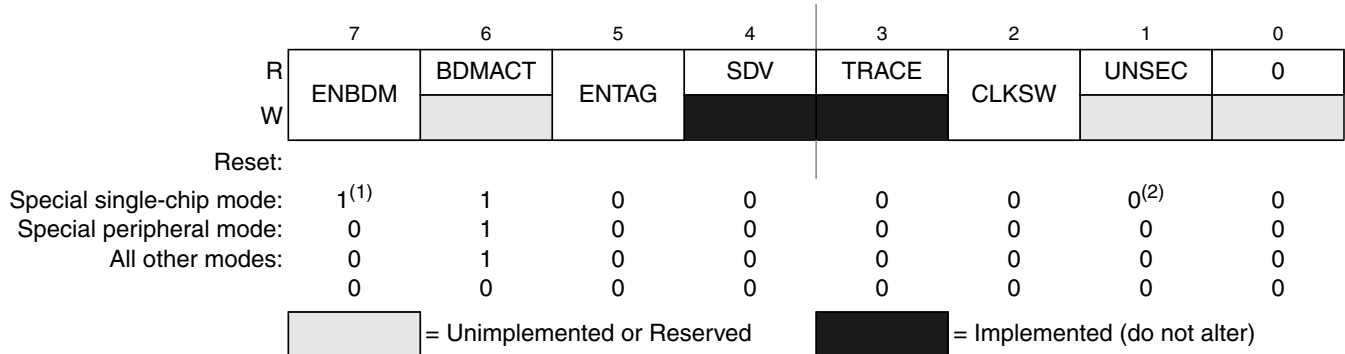 7 6 5 4 3 2 1 0
R ENBDM BDMACT ENTAG SDV TRACE CLKSW UNSEC 0
W
Reset:
Special single-chip mode: 1(1) 1 0 0 0 0 0(2) 0
Special peripheral mode: 0 1 0 0 0 0 0 0
All other modes: 0 1 0 0 0 0 0 0
0 0 0 0 0 0 0 0
= Unimplemented or Reserved = Implemented (do not alter)